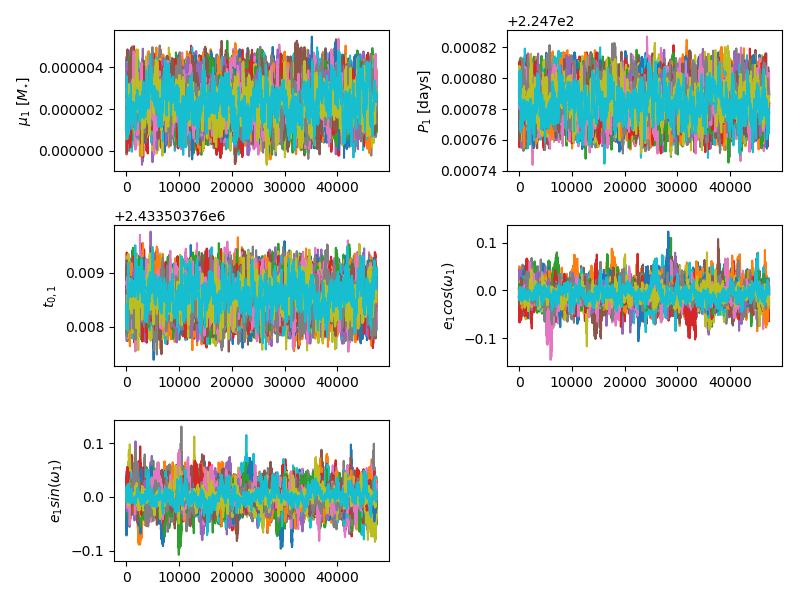 +2.247e2
μ₁ [M⋆]
0.000004
0.000002
0.000000
0 10000 20000 30000 40000
P₁ [days]
0.00082
0.00080
0.00078
0.00076
0.00074
0 10000 20000 30000 40000
+2.43350376e6
t₀,₁
0.009
0.008
0 10000 20000 30000 40000
e₁cos(ω₁)
0.1
0.0
−0.1
0 10000 20000 30000 40000
e₁sin(ω₁)
0.1
0.0
−0.1
0 10000 20000 30000 40000